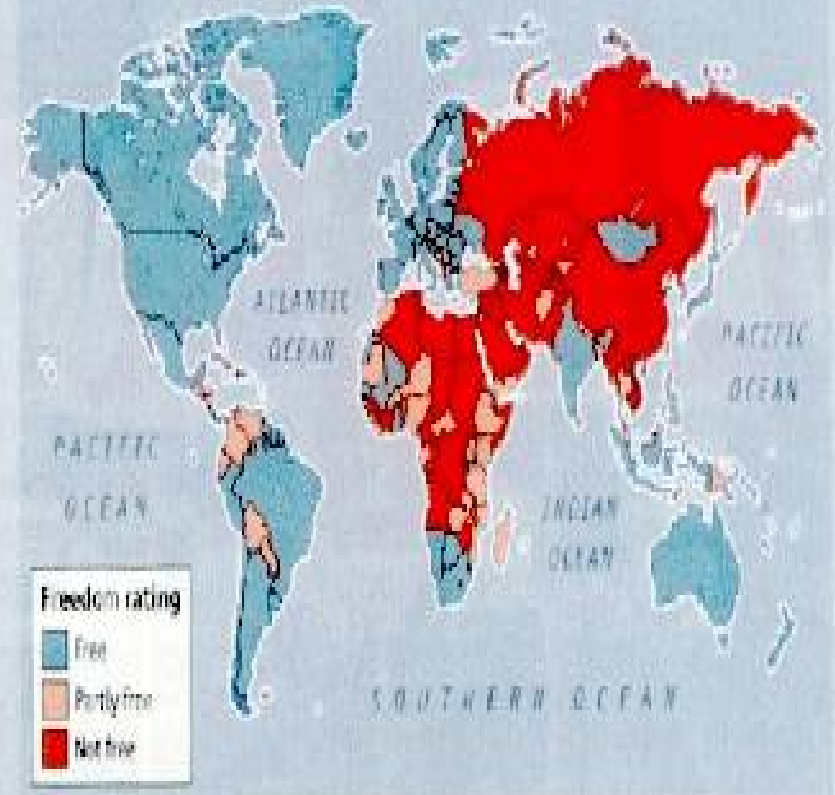 ATLANTIC
OCEAN
PACIFIC
OCEAN
PACIFIC
OCEAN
INDIAN
OCEAN
SOUTHERN OCEAN
Freedom rating
Free
Partly free
Not free